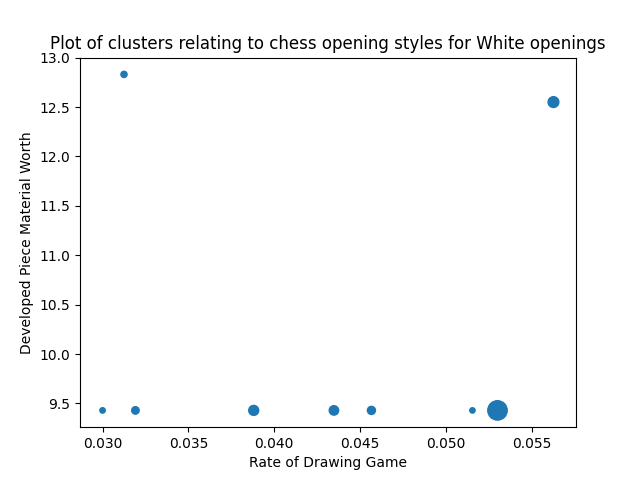 Plot of clusters relating to chess opening styles for White openings
13.0
12.5
12.0
11.5
11.0
10.5
10.0
9.5
Developed Piece Material Worth
0.030 0.035 0.040 0.045 0.050 0.055
Rate of Drawing Game